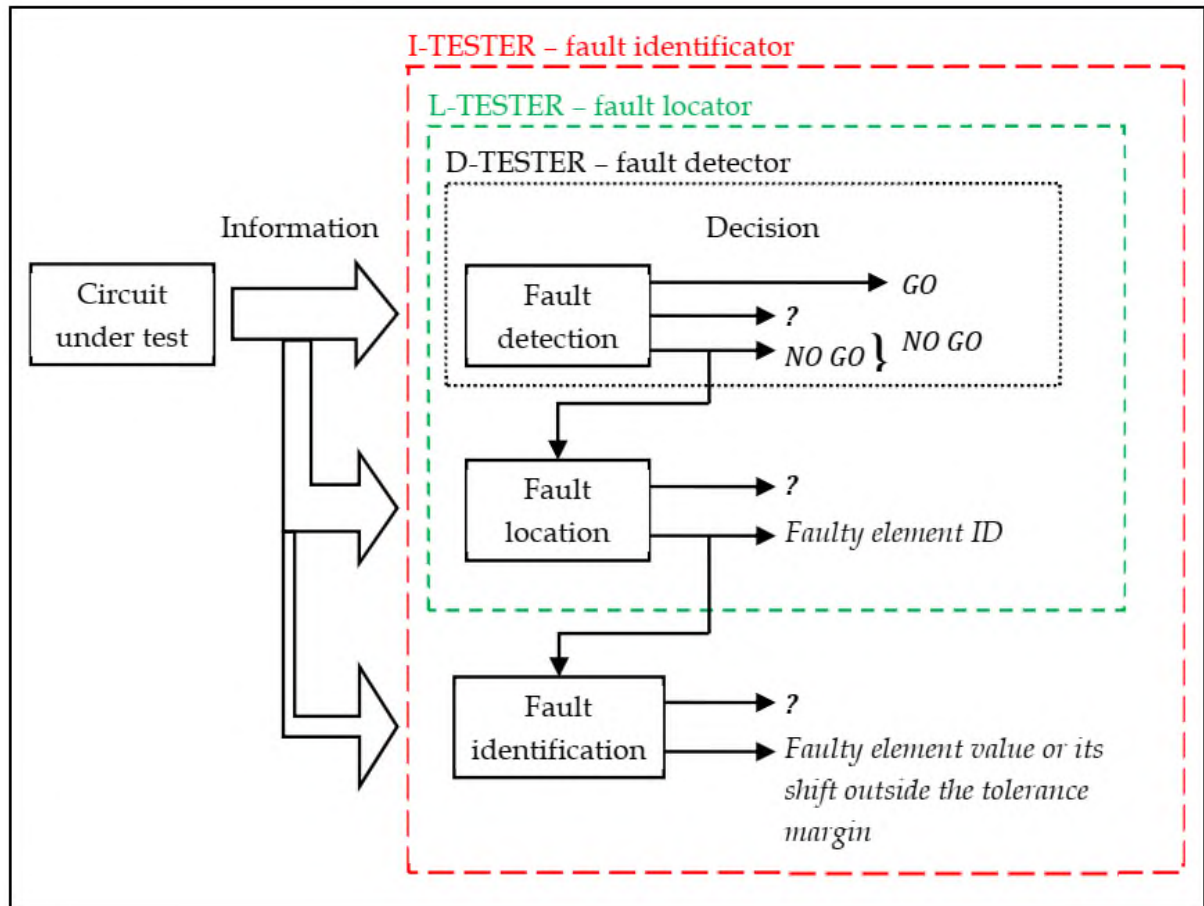 I-TESTER – fault identificator
L-TESTER – fault locator
D-TESTER – fault detector
Information
Decision
Circuit
under test
Fault
detection
GO
?
NO GO } NO GO
Fault
location
?
Faulty element ID
Fault
identification
?
Faulty element value or its
shift outside the tolerance
margin